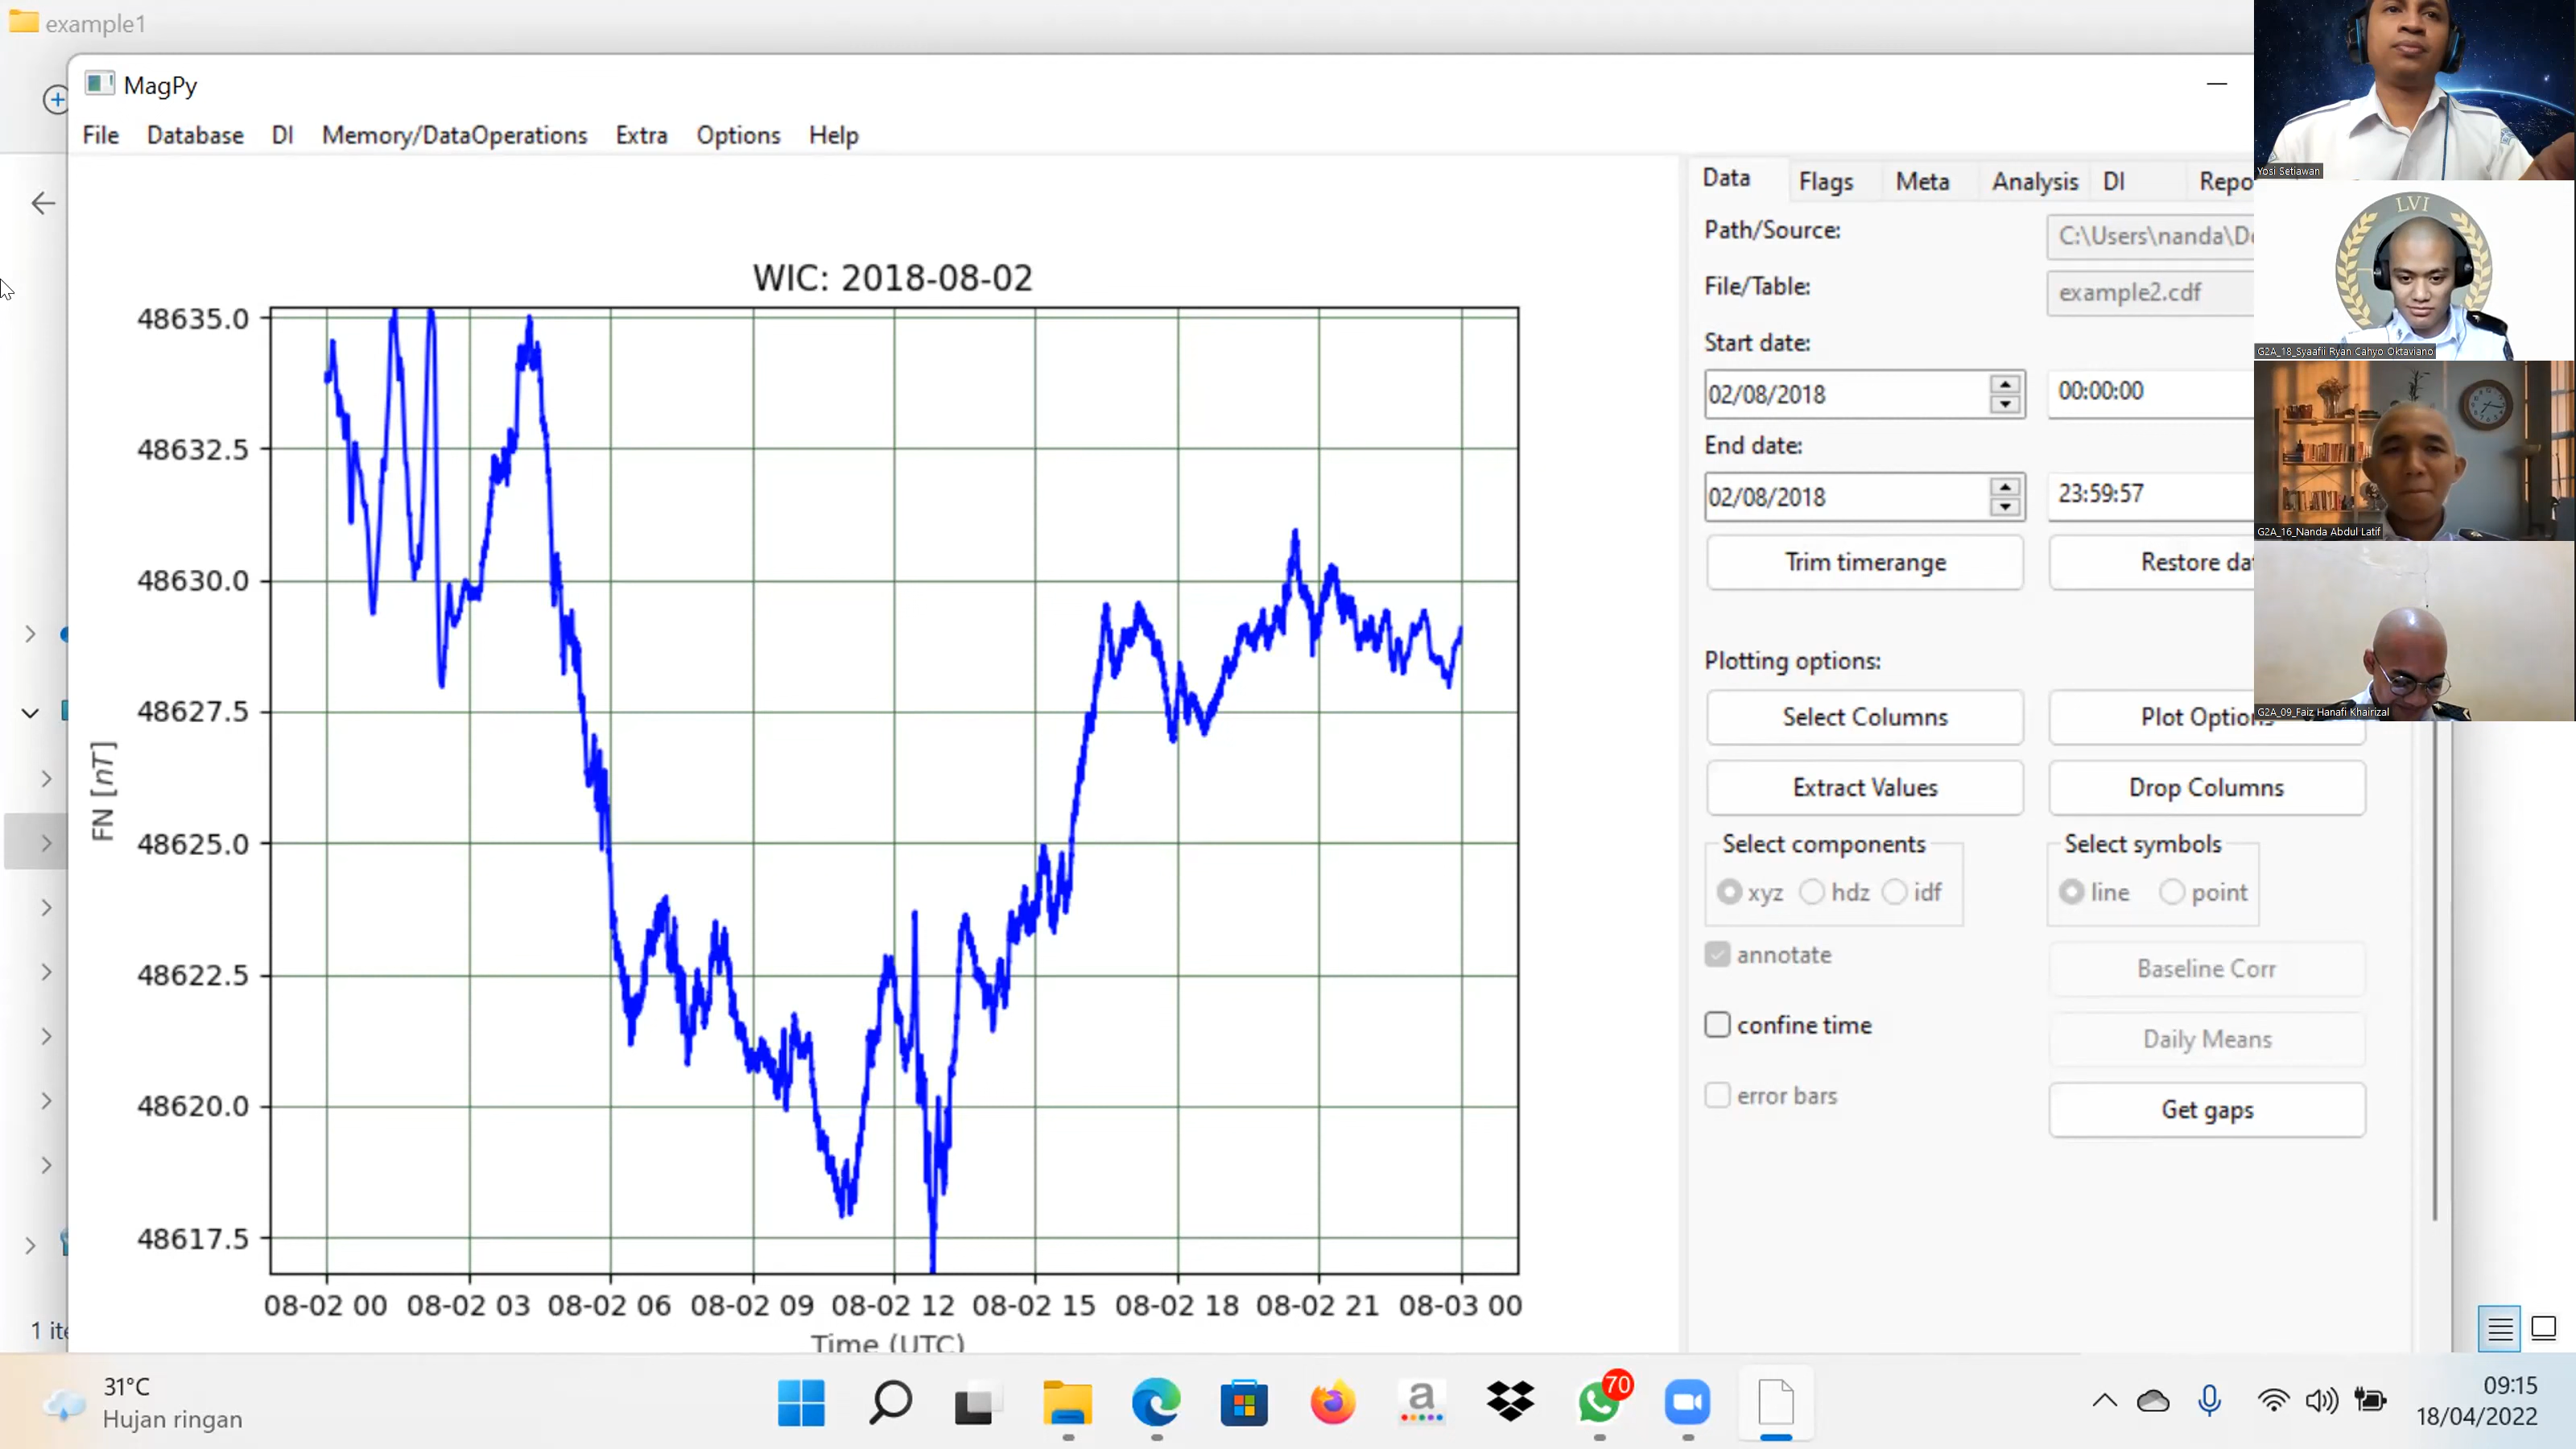 example1
MagPy
File Database DI Memory/DataOperations Extra Options Help
Data Flags Meta Analysis DI Repo
Path/Source:
C:\Users\nanda\D
File/Table:
example2.cdf
Start date:
02/08/2018 00:00:00
End date:
02/08/2018 23:59:57
Trim timerange Restore da
Plotting options:
Select Columns Plot Option
Extract Values Drop Columns
Select components Select symbols
xyz hdz idf line point
annotate Baseline Corr
confine time Daily Means
error bars Get gaps
WIC: 2018-08-02
48635.0
48632.5
48630.0
48627.5
48625.0
48622.5
48620.0
48617.5
FN [nT]
08-02 00 08-02 03 08-02 06 08-02 09 08-02 12 08-02 15 08-02 18 08-02 21 08-03 00
Time (UTC)
Yosi Setiawan
LVI
G2A_18_Syaafii Ryan Cahyo Oktaviano
G2A_16_Nanda Abdul Latif
G2A_09_Faiz Hanafi Khairizal
1 ite
31°C
Hujan ringan
a
70
09:15
18/04/2022